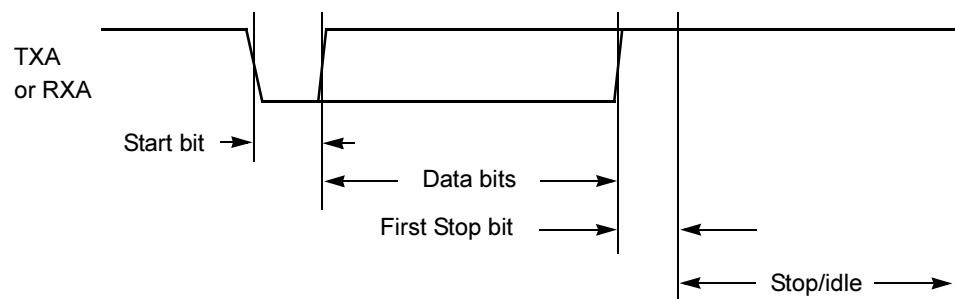 TXA
or RXA
Start bit
Data bits
First Stop bit
Stop/idle